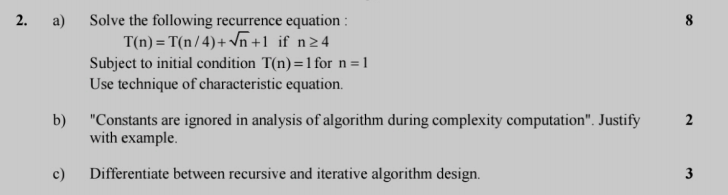 2. a) Solve the following recurrence equation : 8
T(n) = T(n/4) + √n + 1 if n ≥ 4
Subject to initial condition T(n) = 1 for n = 1
Use technique of characteristic equation.
b) "Constants are ignored in analysis of algorithm during complexity computation". Justify 2
with example.
c) Differentiate between recursive and iterative algorithm design. 3